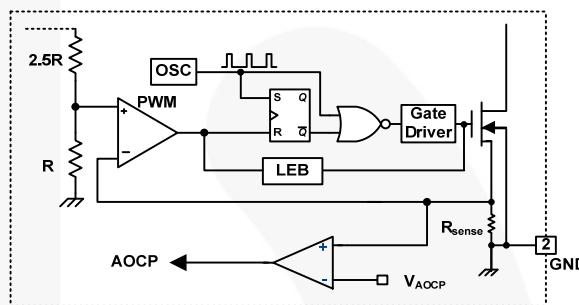 2.5R
OSC
PWM
+
−
R
S Q
R Q̅
Gate
Driver
LEB
R_sense
2
GND
AOCP
+
-
V_AOCP